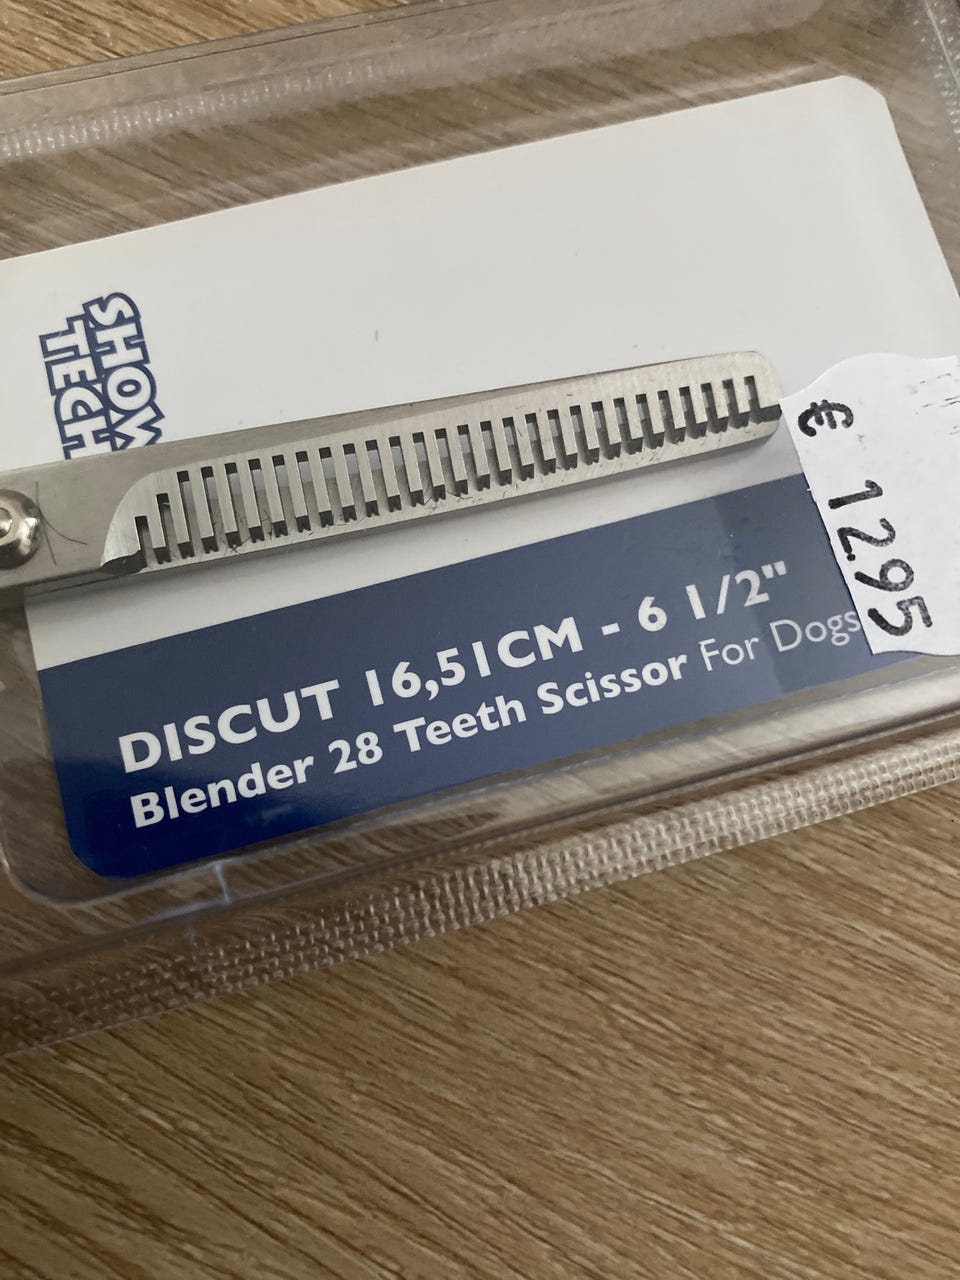 SHOW
TECH
€ 12.95
DISCUT 16,51CM - 6 1/2"
Blender 28 Teeth Scissor For Dogs